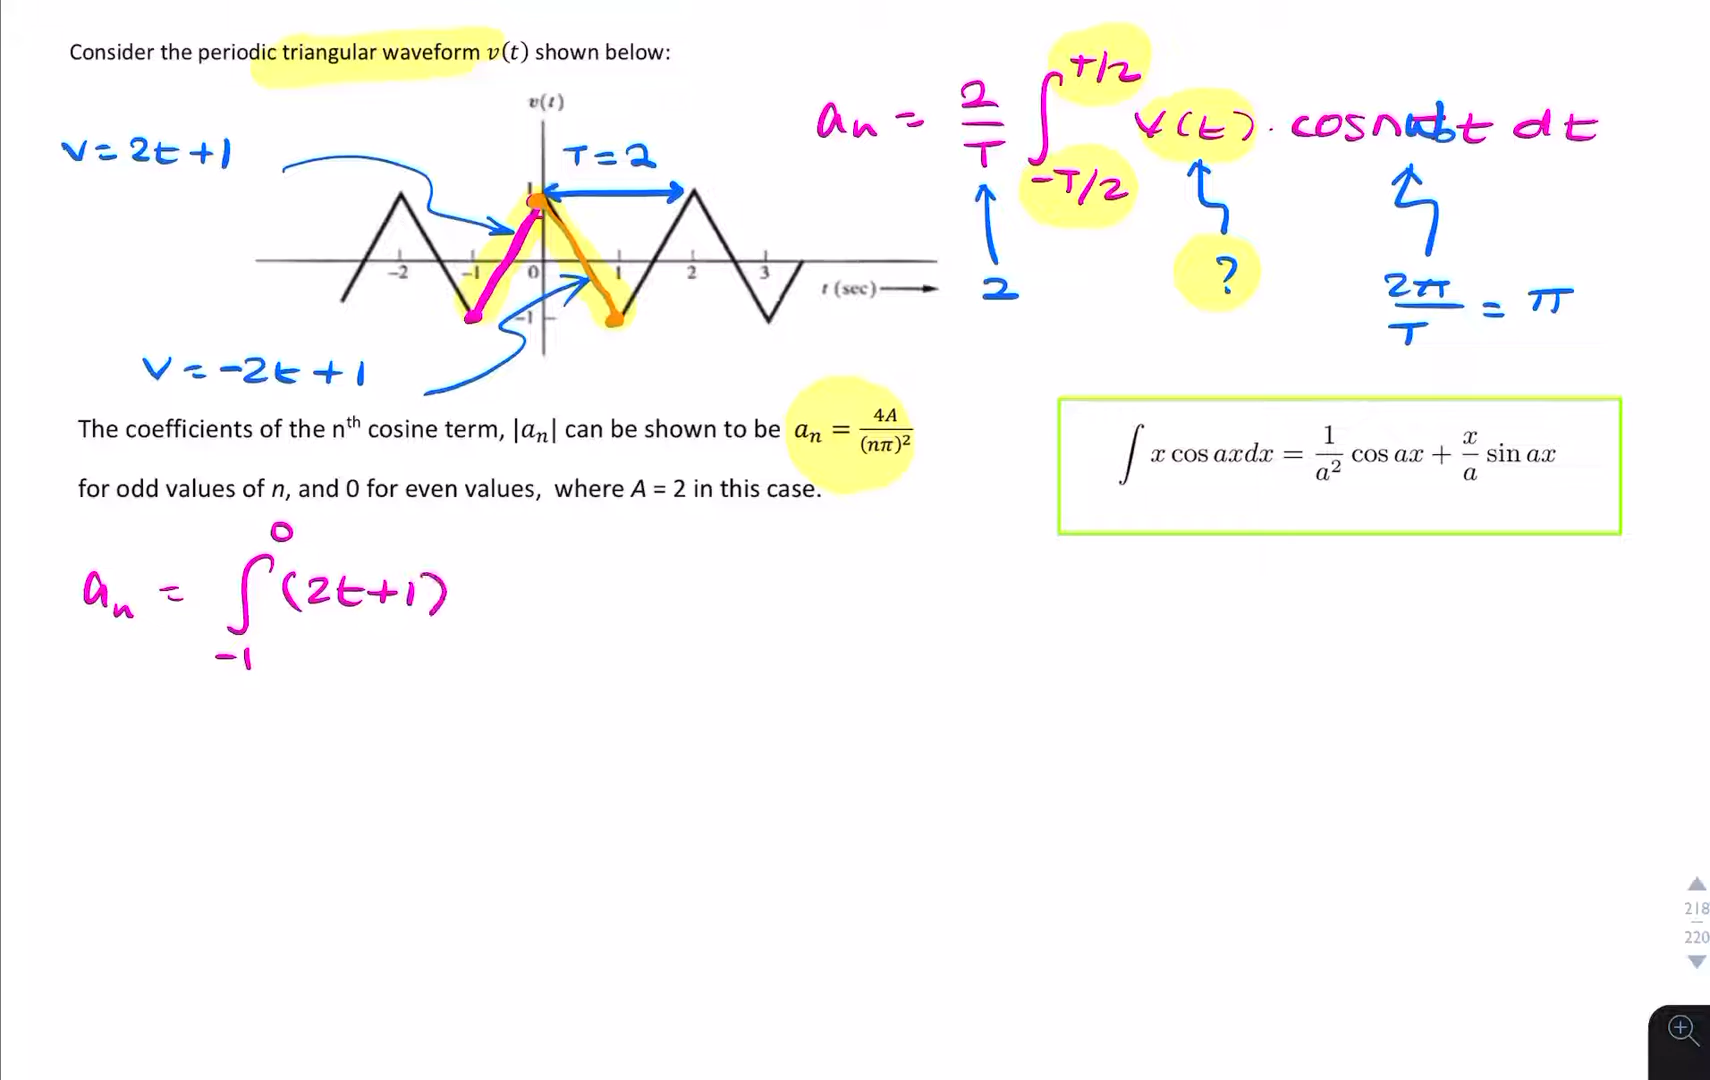 Consider the periodic triangular waveform v(t) shown below:
v(t)
V = 2t + 1
T = 2
1
-2 -1 0 1 2 3
t (sec)
-1
V = -2t + 1
aₙ = 2/T ∫ T/2 -T/2 v(t) . cos nω₀t dt
2
?
2π/T = π
The coefficients of the nᵗʰ cosine term, |aₙ| can be shown to be aₙ = 4A/(nπ)²
for odd values of n, and 0 for even values, where A = 2 in this case.
∫ x cos axdx = 1/a² cos ax + x/a sin ax
aₙ = ∫ 0 -1 (2t+1)
218
220